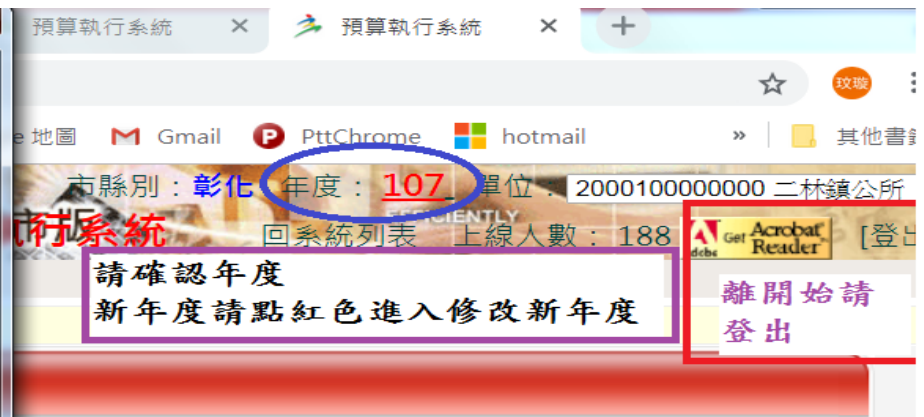 預算執行系統
預算執行系統
玟璇
e 地圖 Gmail PttChrome hotmail » 其他書
市縣別：彰化 年度： 107 單位： 2000100000000 二林鎮公所
EFFICIENTLY
行系統 回系統列表 上線人數： 188 Adobe Get Acrobat Reader [登出
請確認年度
新年度請點紅色進入修改新年度
離開始請
登出